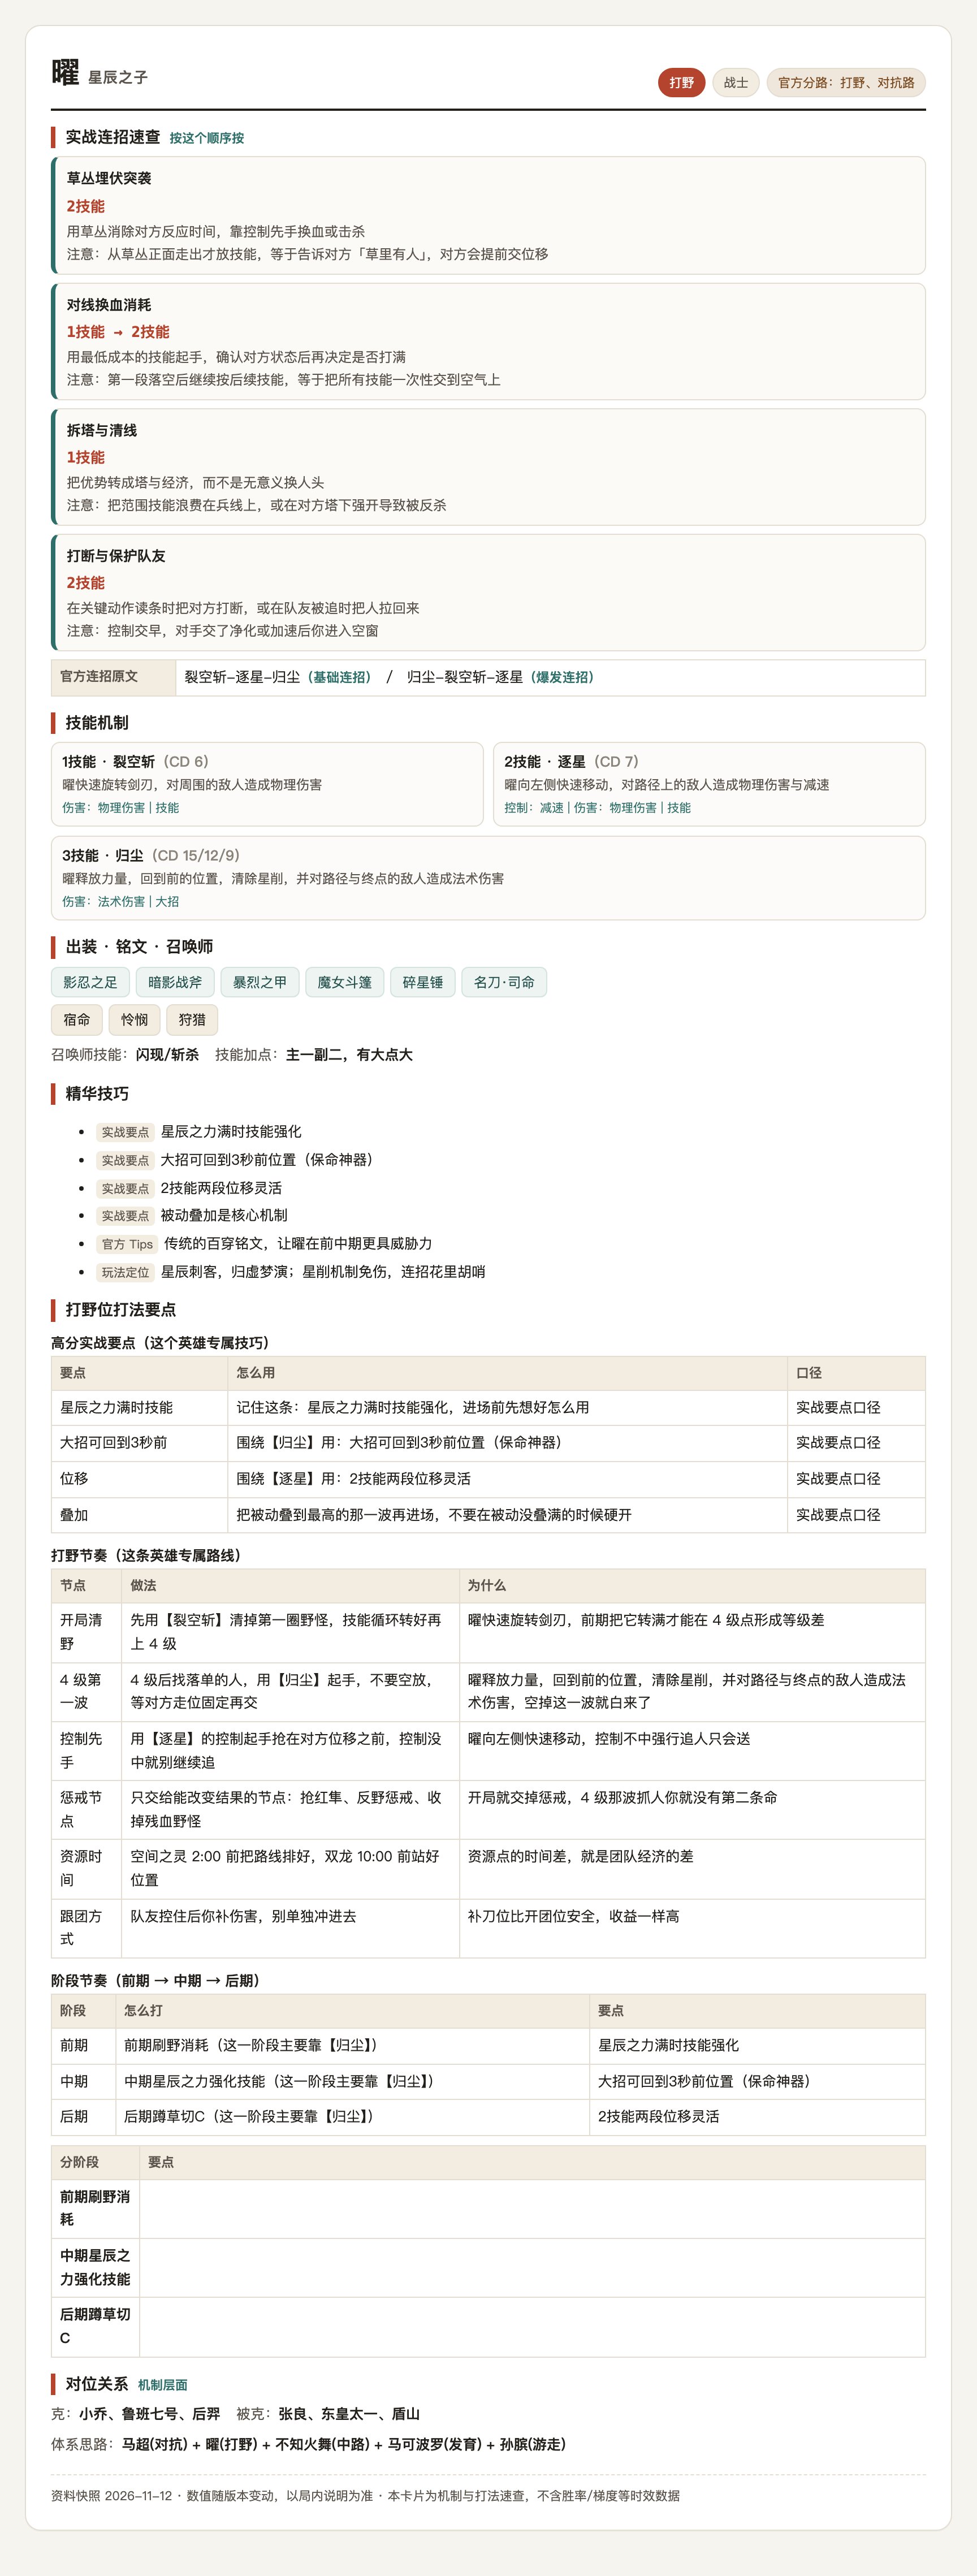 曜 星辰之子
打野 战士 官方分路：打野、对抗路
实战连招速查 按这个顺序按
草丛埋伏突袭
2技能
用草丛消除对方反应时间，靠控制先手换血或击杀
注意：从草丛正面走出才放技能，等于告诉对方「草里有人」，对方会提前交位移
对线换血消耗
1技能 → 2技能
用最低成本的技能起手，确认对方状态后再决定是否打满
注意：第一段落空后继续按后续技能，等于把所有技能一次性交到空气上
拆塔与清线
1技能
把优势转成塔与经济，而不是无意义换人头
注意：把范围技能浪费在兵线上，或在对方塔下强开导致被反杀
打断与保护队友
2技能
在关键动作读条时把对方打断，或在队友被追时把人拉回来
注意：控制交早，对手交了净化或加速后你进入空窗
官方连招原文 裂空斩–逐星–归尘（基础连招） / 归尘–裂空斩–逐星（爆发连招）
技能机制
1技能 · 裂空斩（CD 6）
曜快速旋转剑刃，对周围的敌人造成物理伤害
伤害：物理伤害 | 技能
2技能 · 逐星（CD 7）
曜向左侧快速移动，对路径上的敌人造成物理伤害与减速
控制：减速 | 伤害：物理伤害 | 技能
3技能 · 归尘（CD 15/12/9）
曜释放力量，回到前的位置，清除星削，并对路径与终点的敌人造成法术伤害
伤害：法术伤害 | 大招
出装 · 铭文 · 召唤师
影忍之足 暗影战斧 暴烈之甲 魔女斗篷 碎星锤 名刀·司命
宿命 怜悯 狩猎
召唤师技能：闪现/斩杀 技能加点：主一副二，有大点大
精华技巧
• 实战要点 星辰之力满时技能强化
• 实战要点 大招可回到3秒前位置（保命神器）
• 实战要点 2技能两段位移灵活
• 实战要点 被动叠加是核心机制
• 官方 Tips 传统的百穿铭文，让曜在前中期更具威胁力
• 玩法定位 星辰刺客，归虚梦演；星削机制免伤，连招花里胡哨
打野位打法要点
高分实战要点（这个英雄专属技巧）
要点 怎么用 口径
星辰之力满时技能 记住这条：星辰之力满时技能强化，进场前先想好怎么用 实战要点口径
大招可回到3秒前 围绕【归尘】用：大招可回到3秒前位置（保命神器） 实战要点口径
位移 围绕【逐星】用：2技能两段位移灵活 实战要点口径
叠加 把被动叠到最高的那一波再进场，不要在被动没叠满的时候硬开 实战要点口径
打野节奏（这条英雄专属路线）
节点 做法 为什么
开局清野 先用【裂空斩】清掉第一圈野怪，技能循环转好再上 4 级 曜快速旋转剑刃，前期把它转满才能在 4 级点形成等级差
4 级第一波 4 级后找落单的人，用【归尘】起手，不要空放，等对方走位固定再交 曜释放力量，回到前的位置，清除星削，并对路径与终点的敌人造成法术伤害，空掉这一波就白来了
控制先手 用【逐星】的控制起手抢在对方位移之前，控制没中就别继续追 曜向左侧快速移动，控制不中强行追人只会送
惩戒节点 只交给能改变结果的节点：抢红隼、反野惩戒、收掉残血野怪 开局就交掉惩戒，4 级那波抓人你就没有第二条命
资源时间 空间之灵 2:00 前把路线排好，双龙 10:00 前站好位置 资源点的时间差，就是团队经济的差
跟团方式 队友控住后你补伤害，别单独冲进去 补刀位比开团位安全，收益一样高
阶段节奏（前期 → 中期 → 后期）
阶段 怎么打 要点
前期 前期刷野消耗（这一阶段主要靠【归尘】） 星辰之力满时技能强化
中期 中期星辰之力强化技能（这一阶段主要靠【归尘】） 大招可回到3秒前位置（保命神器）
后期 后期蹲草切C（这一阶段主要靠【归尘】） 2技能两段位移灵活
分阶段 要点
前期刷野消耗
中期星辰之力强化技能
后期蹲草切C
对位关系 机制层面
克：小乔、鲁班七号、后羿 被克：张良、东皇太一、盾山
体系思路：马超(对抗) + 曜(打野) + 不知火舞(中路) + 马可波罗(发育) + 孙膑(游走)
资料快照 2026-11-12 · 数值随版本变动，以局内说明为准 · 本卡片为机制与打法速查，不含胜率/梯度等时效数据